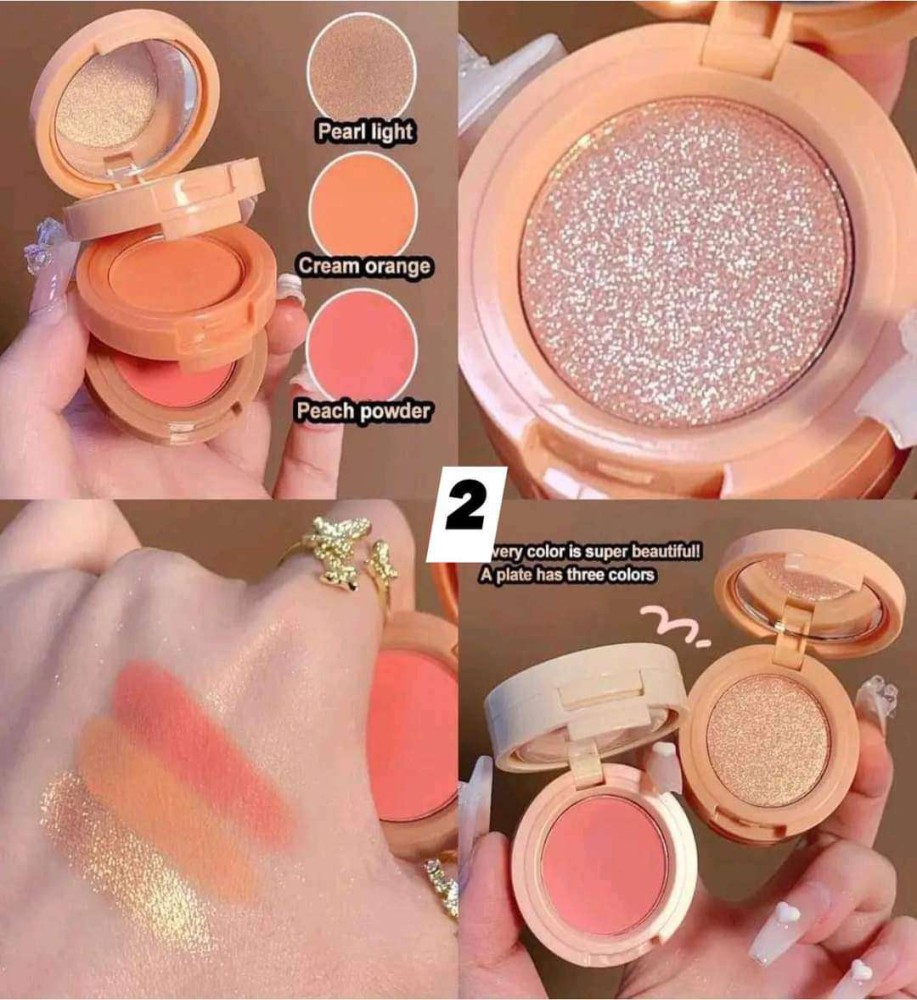 Pearl light
Cream orange
Peach powder
2
very color is super beautiful!
A plate has three colors